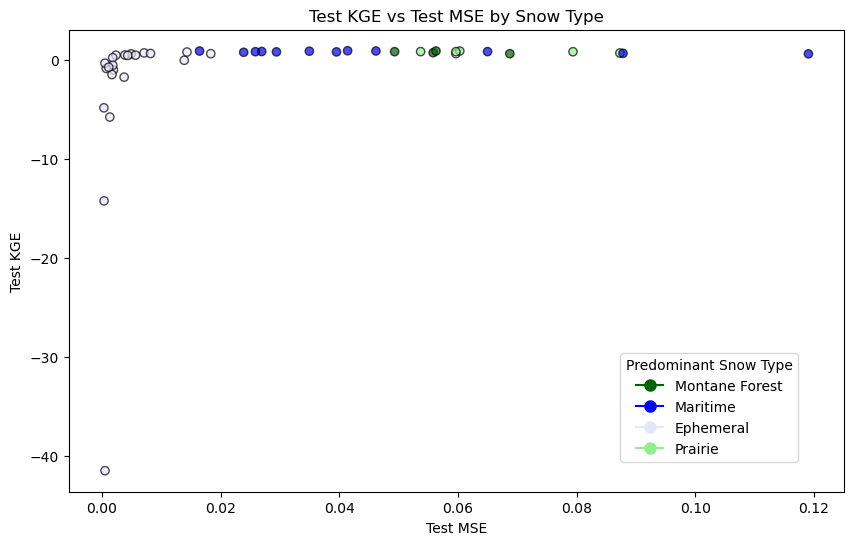 Test KGE vs Test MSE by Snow Type
Test KGE
0
−10
−20
−30
−40
Predominant Snow Type
Montane Forest
Maritime
Ephemeral
Prairie
0.00 0.02 0.04 0.06 0.08 0.10 0.12
Test MSE